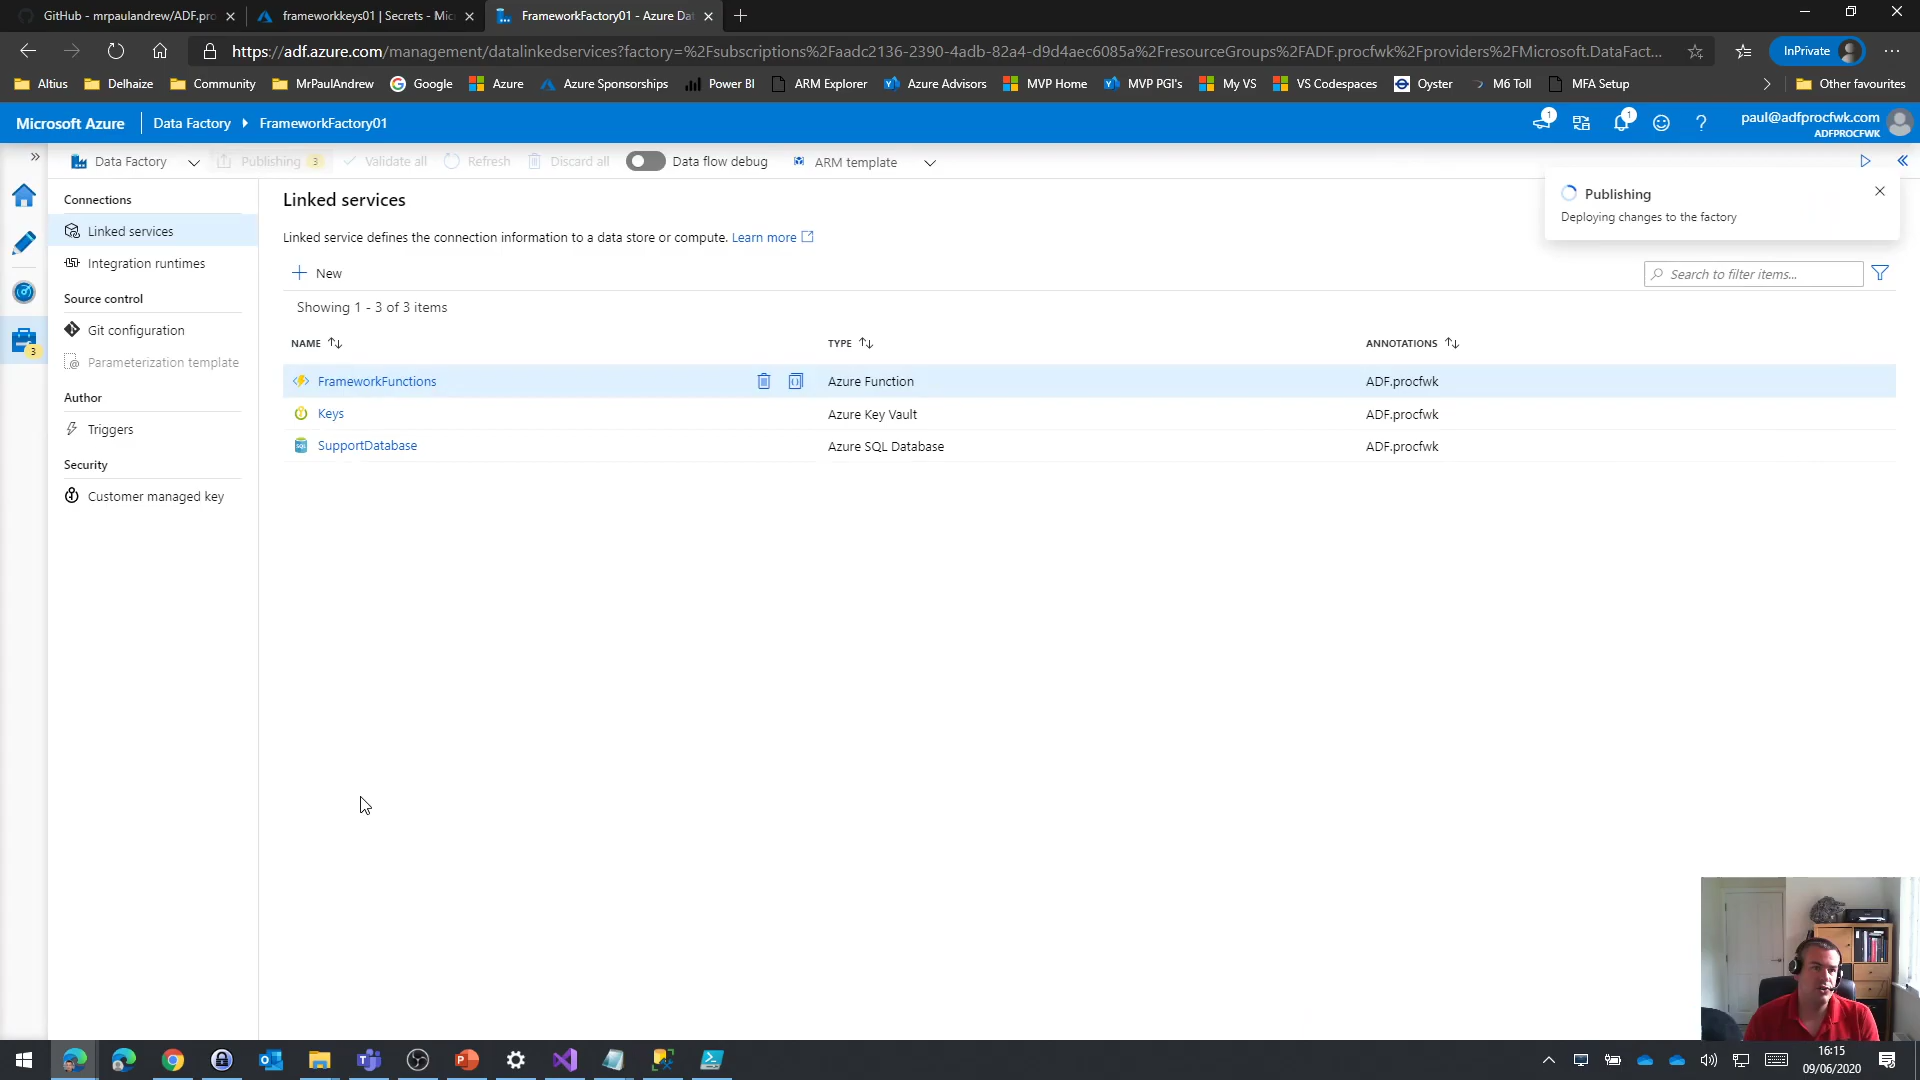 GitHub - mrpaulandrew/ADF.pro
frameworkkeys01 | Secrets - Mic
FrameworkFactory01 - Azure Dat
https://adf.azure.com/management/datalinkedservices?factory=%2Fsubscriptions%2Faadc2136-2390-4adb-82a4-d9d4aec6085a%2FresourceGroups%2FADF.procfwk%2Fproviders%2FMicrosoft.DataFact...
InPrivate
Altius
Delhaize
Community
MrPaulAndrew
Google
Azure
Azure Sponsorships
Power BI
ARM Explorer
Azure Advisors
MVP Home
MVP PGI's
My VS
VS Codespaces
Oyster
M6 Toll
MFA Setup
Other favourites
Microsoft Azure
Data Factory
FrameworkFactory01
1
1
paul@adfprocfwk.com
ADFPROCFWK
Data Factory
Publishing 3
Validate all
Refresh
Discard all
Data flow debug
ARM template
Publishing
Deploying changes to the factory
3
Connections
Linked services
Integration runtimes
Source control
Git configuration
Parameterization template
Author
Triggers
Security
Customer managed key
Linked services
Linked service defines the connection information to a data store or compute. Learn more
New
Search to filter items...
Showing 1 - 3 of 3 items
NAME
TYPE
ANNOTATIONS
FrameworkFunctions
Azure Function
ADF.procfwk
Keys
Azure Key Vault
ADF.procfwk
SupportDatabase
Azure SQL Database
ADF.procfwk
16:15
09/06/2020